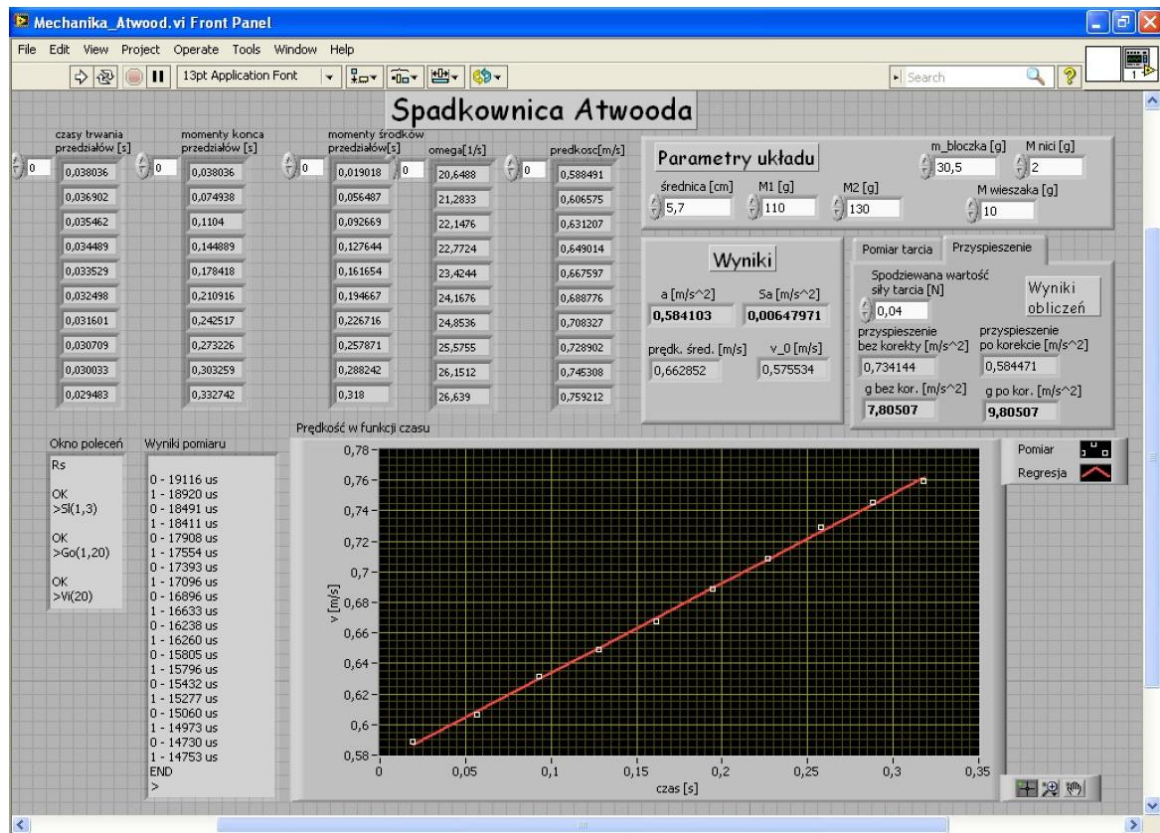 Mechanika_Atwood.vi Front Panel
File Edit View Project Operate Tools Window Help
13pt Application Font
Search
1
Spadkownica Atwooda
czasy trwania
przedziałów [s]
0
0,038036
0,036902
0,035462
0,034489
0,033529
0,032498
0,031601
0,030709
0,030033
0,029483
momenty konca
przedziałów [s]
0
0,038036
0,074938
0,1104
0,144889
0,178418
0,210916
0,242517
0,273226
0,303259
0,332742
momenty środków
przedziałów[s]
0
0,019018
0,056487
0,092669
0,127644
0,161654
0,194667
0,226716
0,257871
0,288242
0,318
omega[1/s]
0
20,6488
21,2833
22,1476
22,7724
23,4244
24,1676
24,8536
25,5755
26,1512
26,639
predkosc[m/s]
0
0,588491
0,606575
0,631207
0,649014
0,667597
0,688776
0,708327
0,728902
0,745308
0,759212
Parametry układu
m_bloczka [g]
30,5
M nici [g]
2
średnica [cm]
5,7
M1 [g]
110
M2 [g]
130
M wieszaka [g]
10
Wyniki
a [m/s^2]
0,584103
Sa [m/s^2]
0,00647971
prędk. śred. [m/s]
0,662852
v_0 [m/s]
0,575534
Pomiar tarcia
Przyspieszenie
Spodziewana wartość
siły tarcia [N]
0,04
Wyniki
obliczeń
przyspieszenie
bez korekty [m/s^2]
0,734144
przyspieszenie
po korekcie [m/s^2]
0,584471
g bez kor. [m/s^2]
7,80507
g po kor. [m/s^2]
9,80507
Okno poleceń
Rs
OK
>Sl(1,3)
OK
>Go(1,20)
OK
>Vi(20)
Wyniki pomiaru
0 - 19116 us
1 - 18920 us
0 - 18491 us
1 - 18411 us
0 - 17908 us
1 - 17554 us
0 - 17393 us
1 - 17096 us
0 - 16896 us
1 - 16633 us
0 - 16238 us
1 - 16260 us
0 - 15805 us
1 - 15796 us
0 - 15432 us
1 - 15277 us
0 - 15060 us
1 - 14973 us
0 - 14730 us
1 - 14753 us
END
>
Prędkość w funkcji czasu
v [m/s]
0,78
0,76
0,74
0,72
0,7
0,68
0,66
0,64
0,62
0,6
0,58
0 0,05 0,1 0,15 0,2 0,25 0,3 0,35
czas [s]
Pomiar
Regresja